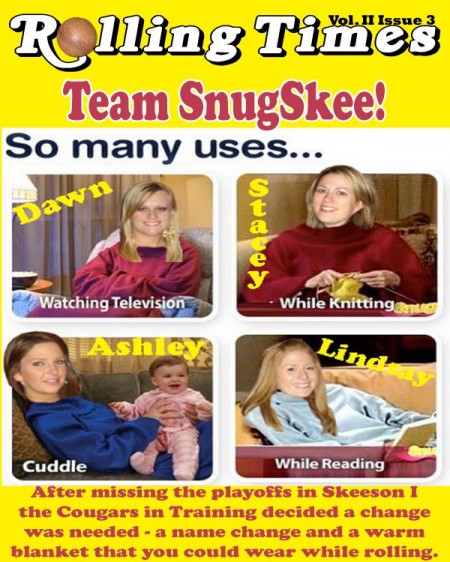 Rolling Times
Vol. II Issue 3
Team SnugSkee!
So many uses...
Dawn
Watching Television
Stacey
While Knitting
Snug
Ashley
Cuddle
Lindsay
While Reading
After missing the playoffs in Skeeson I
the Cougars in Training decided a change
was needed - a name change and a warm
blanket that you could wear while rolling.